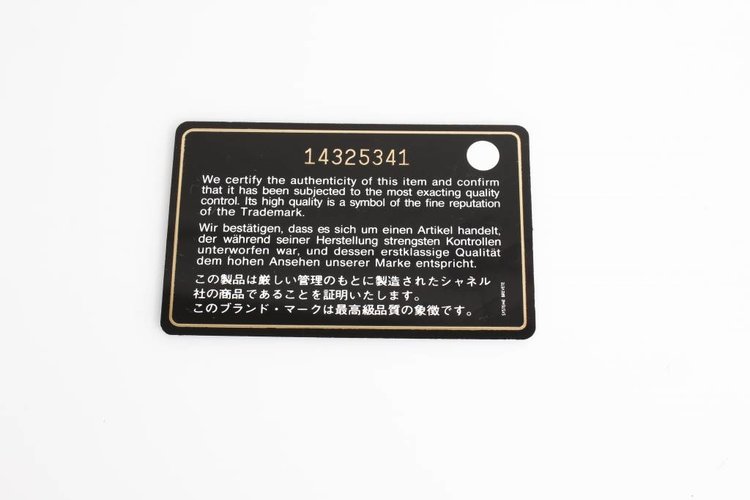 14325341
We certify the authenticity of this item and confirm
that it has been subjected to the most exacting quality
control. Its high quality is a symbol of the fine reputation
of the Trademark.
Wir bestätigen, dass es sich um einen Artikel handelt,
der während seiner Herstellung strengsten Kontrollen
unterworfen war, und dessen erstklassige Qualität
dem hohen Ansehen unserer Marke entspricht.
この製品は厳しい管理のもとに製造されたシャネル
社の商品であることを証明いたします。
このブランド・マークは最高級品質の象徴です。